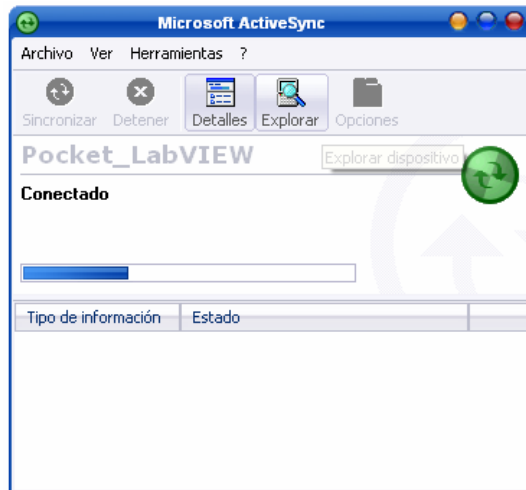 Microsoft ActiveSync
Archivo Ver Herramientas ?
Sincronizar Detener Detalles Explorar Opciones
Pocket_LabVIEW
Explorar dispositivo
Conectado
Tipo de información Estado